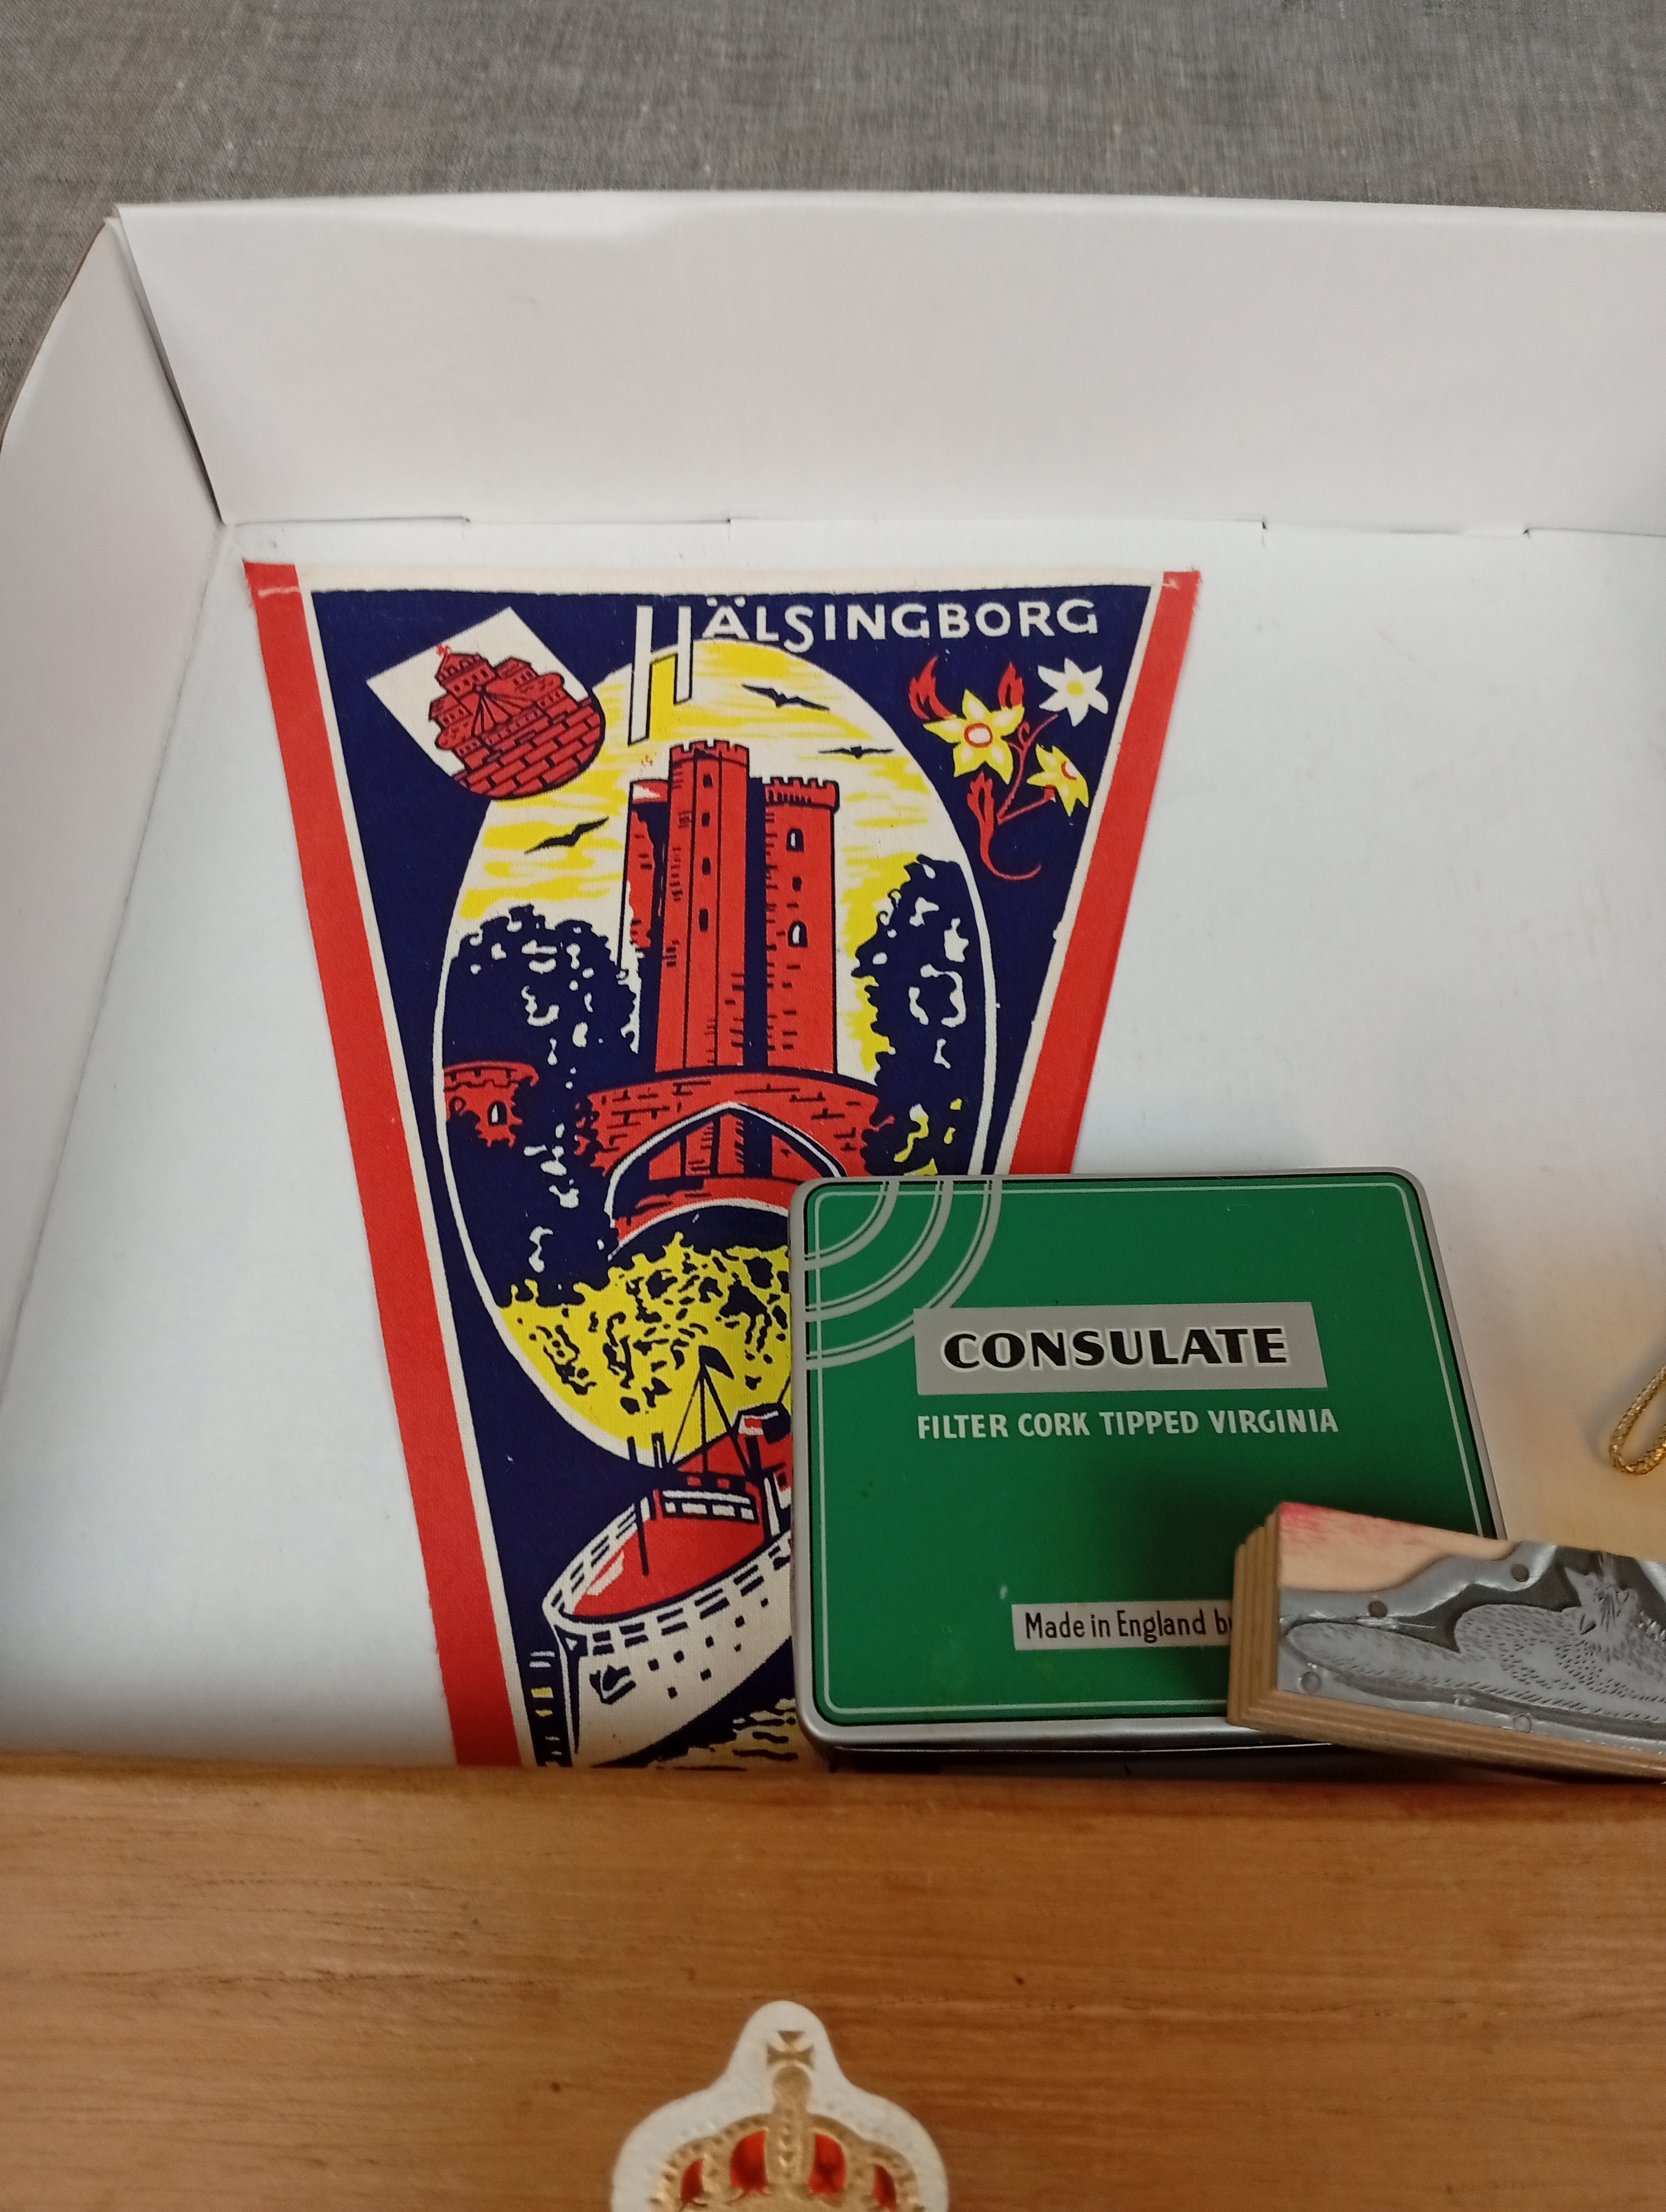 HÄLSINGBORG
CONSULATE
FILTER CORK TIPPED VIRGINIA
Made in England